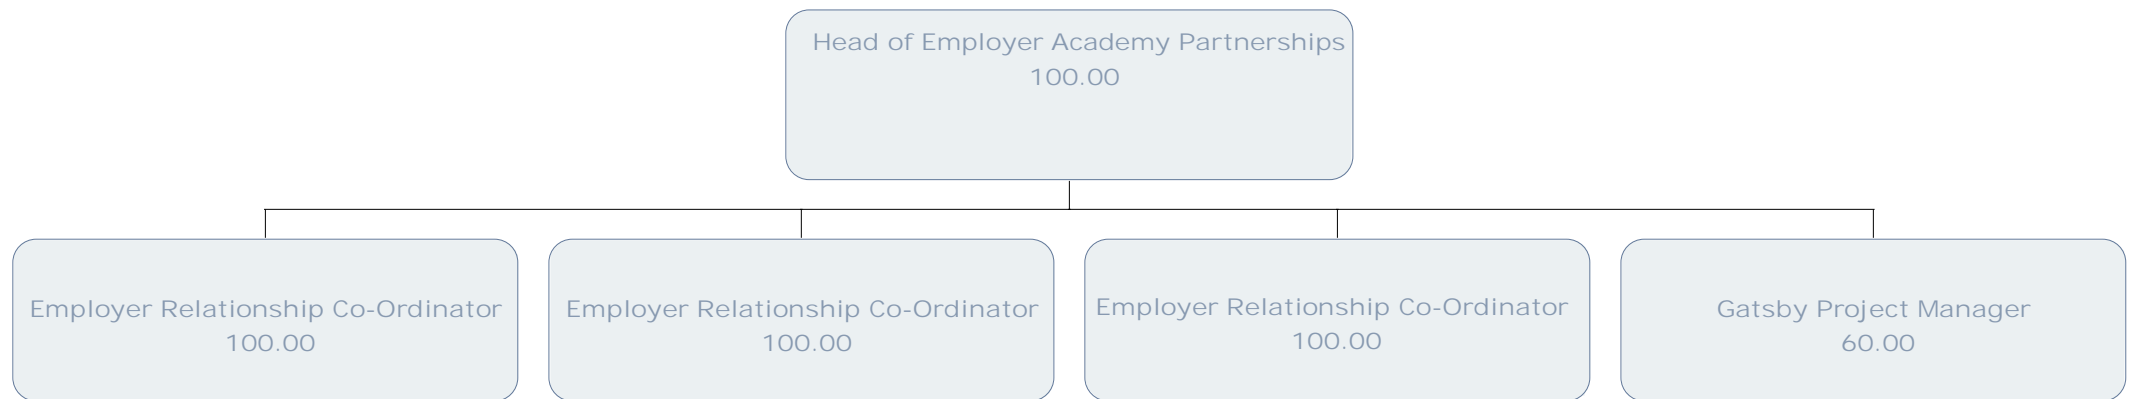 Head of Employer Academy Partnerships
100.00
Employer Relationship Co-Ordinator
100.00
Employer Relationship Co-Ordinator
100.00
Employer Relationship Co-Ordinator
100.00
Gatsby Project Manager
60.00